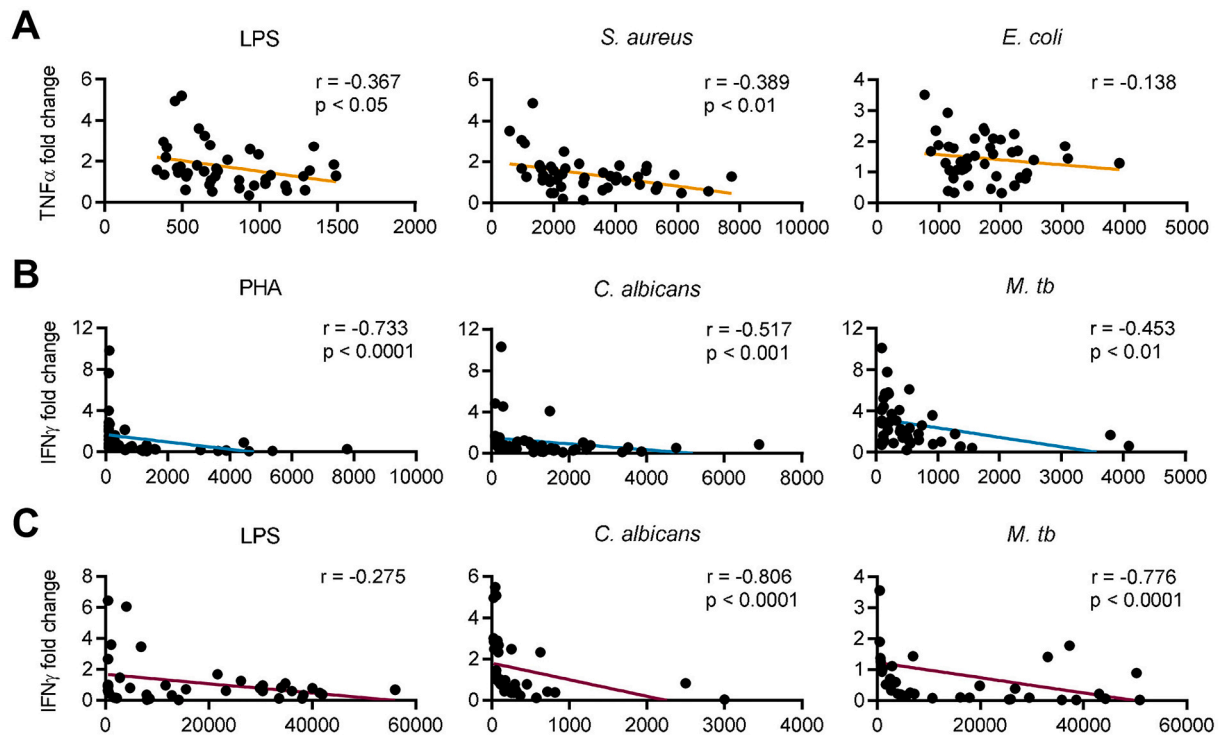 A
LPS
S. aureus
E. coli
TNFα fold change
6
4
2
0
0
500
1000
1500
2000
r = -0.367
p < 0.05
6
4
2
0
0
2000
4000
6000
8000
10000
r = -0.389
p < 0.01
4
3
2
1
0
0
1000
2000
3000
4000
5000
r = -0.138
B
PHA
C. albicans
M. tb
IFNγ fold change
12
8
4
0
0
2000
4000
6000
8000
10000
r = -0.733
p < 0.0001
12
8
4
0
0
2000
4000
6000
8000
r = -0.517
p < 0.001
12
8
4
0
0
1000
2000
3000
4000
5000
r = -0.453
p < 0.01
C
LPS
C. albicans
M. tb
IFNγ fold change
8
6
4
2
0
0
20000
40000
60000
r = -0.275
6
4
2
0
0
1000
2000
3000
4000
r = -0.806
p < 0.0001
4
3
2
1
0
0
20000
40000
60000
r = -0.776
p < 0.0001